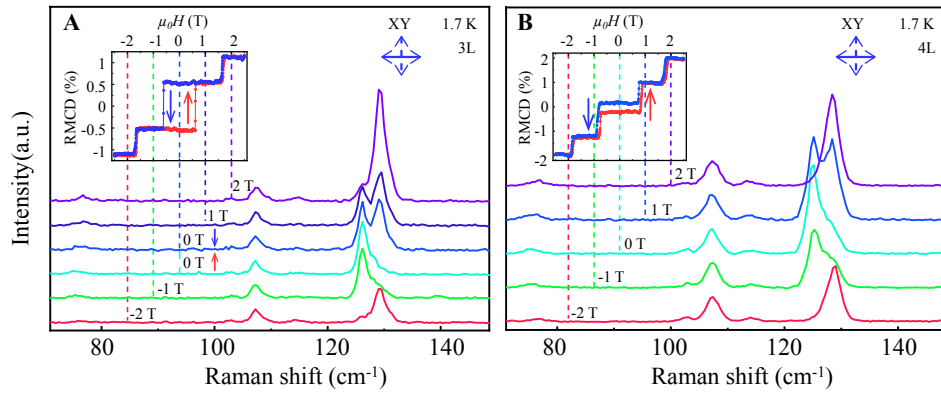 A
μ₀H (T)
-2 -1 0 1 2
XY
1.7 K
3L
RMCD (%)
1
0.5
-0.5
-1
2 T
1 T
0 T
0 T
-1 T
-2 T
Intensity(a.u.)
80 100 120 140
Raman shift (cm⁻¹)
B
μ₀H (T)
-2 -1 0 1 2
XY
1.7 K
4L
RMCD (%)
2
1
0
-1
-2
2 T
1 T
0 T
-1 T
-2 T
80 100 120 140
Raman shift (cm⁻¹)